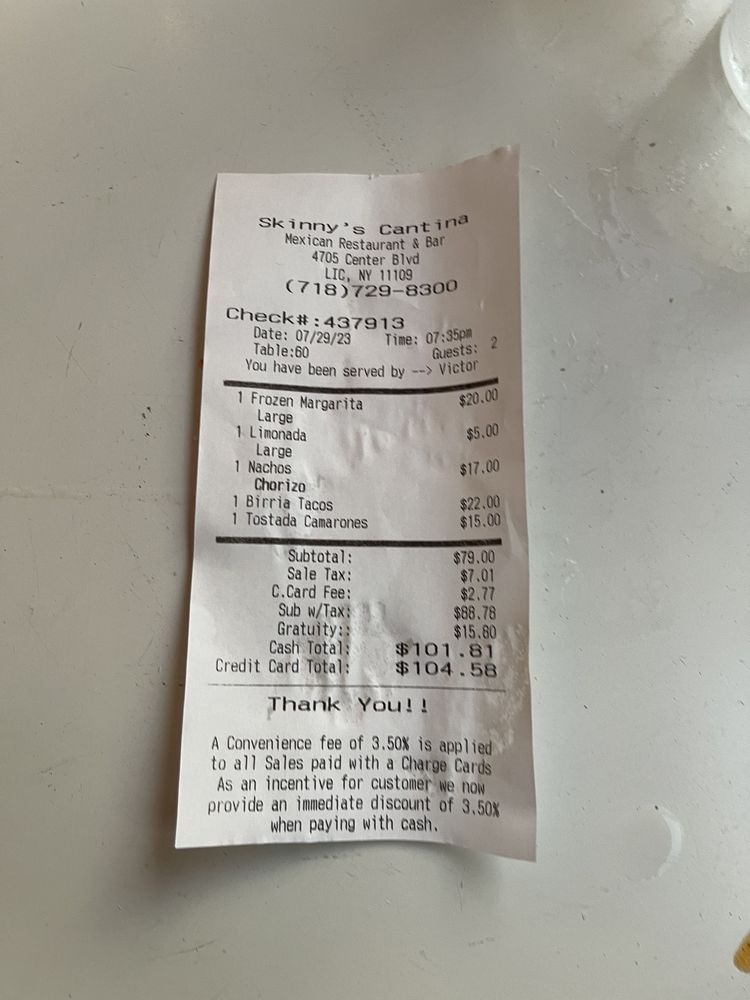 Skinny's Cantina
Mexican Restaurant & Bar
4705 Center Blvd
LIC, NY 11109
(718)729-8300
Check#:437913
Date: 07/29/23 Time: 07:35pm
Table:60 Guests: 2
You have been served by --> Victor
1 Frozen Margarita $20.00
Large
1 Limonada $5.00
Large
1 Nachos $17.00
Chorizo
1 Birria Tacos $22.00
1 Tostada Camarones $15.00
Subtotal: $79.00
Sale Tax: $7.01
C.Card Fee: $2.77
Sub w/Tax: $88.78
Gratuity:: $15.80
Cash Total: $101.81
Credit Card Total: $104.58
Thank You!!
A Convenience fee of 3.50% is applied
to all Sales paid with a Charge Cards
As an incentive for customer we now
provide an immediate discount of 3.50%
when paying with cash.